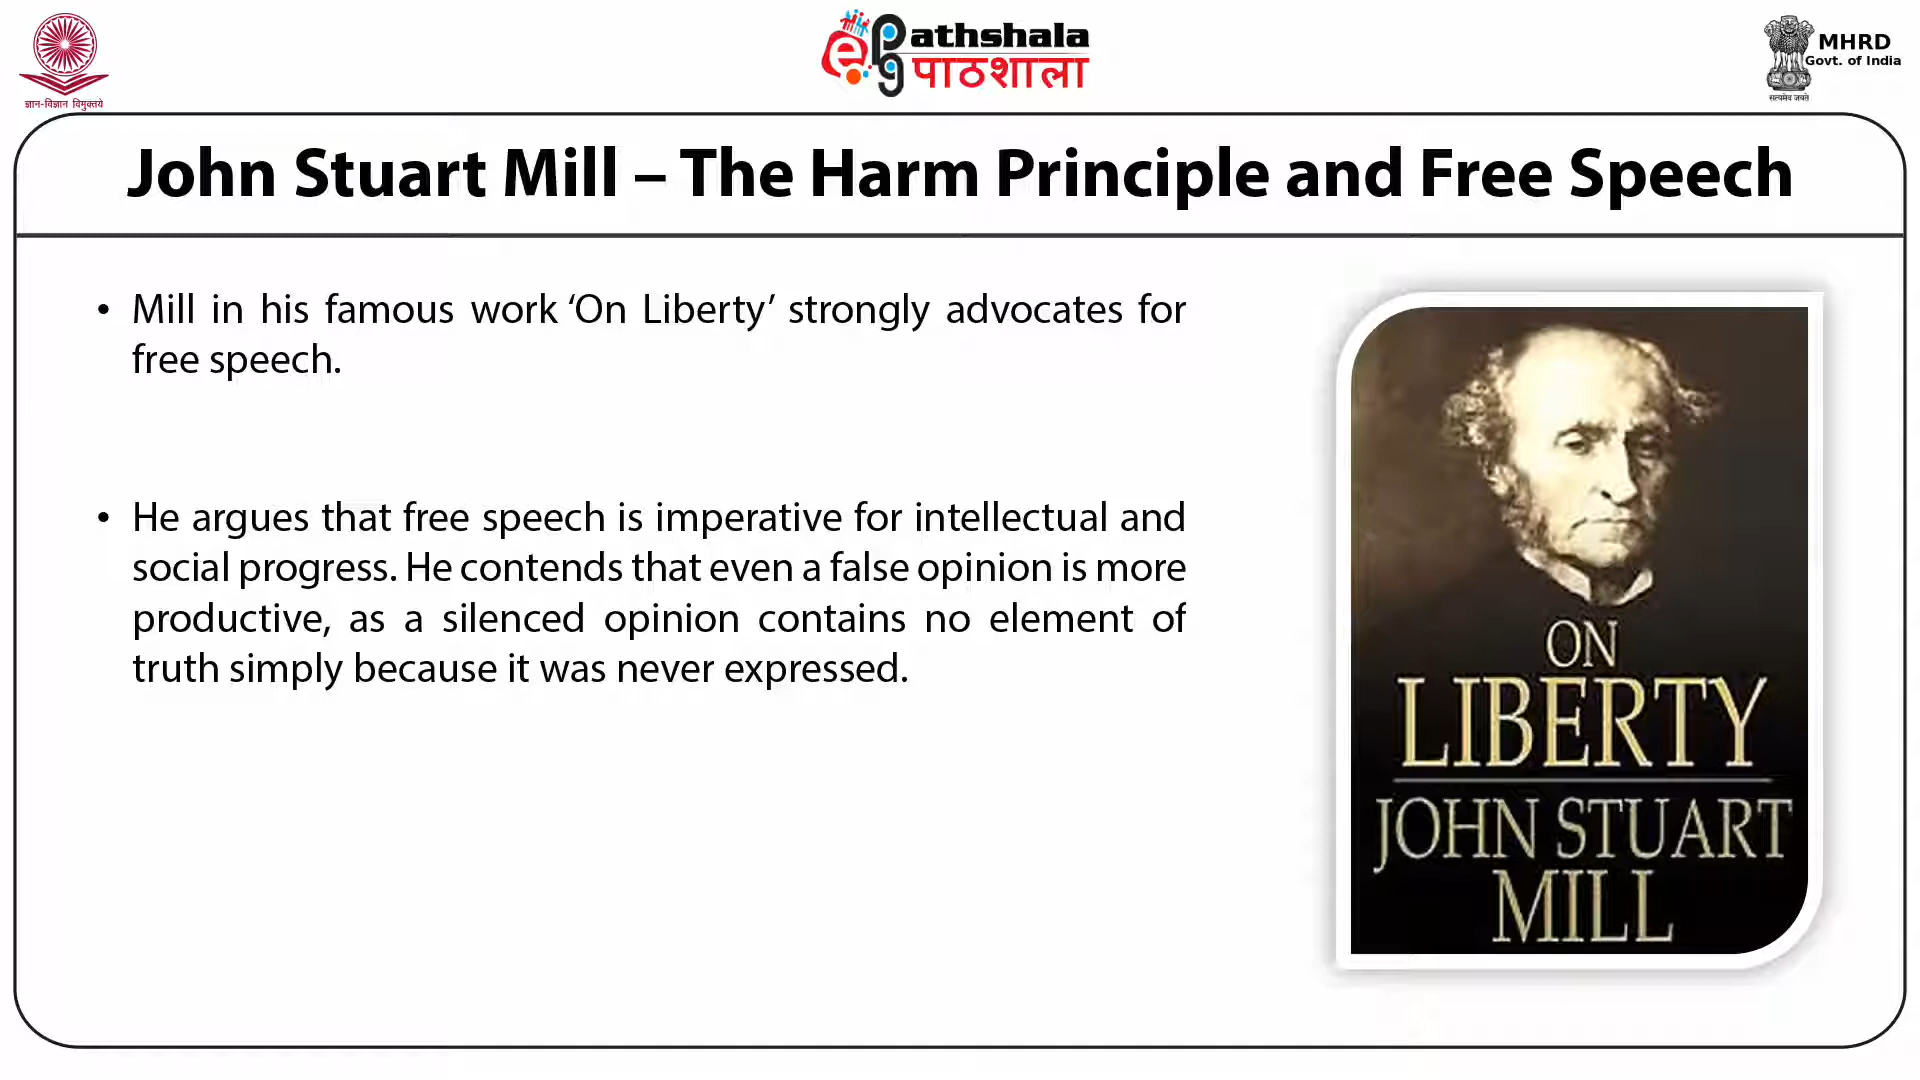 ज्ञान-विज्ञान विमुक्तये
ePathshala
पाठशाला
MHRD
Govt. of India
सत्यमेव जयते
John Stuart Mill – The Harm Principle and Free Speech
• Mill in his famous work ‘On Liberty’ strongly advocates for
free speech.
• He argues that free speech is imperative for intellectual and
social progress. He contends that even a false opinion is more
productive, as a silenced opinion contains no element of
truth simply because it was never expressed.
ON
LIBERTY
JOHN STUART
MILL